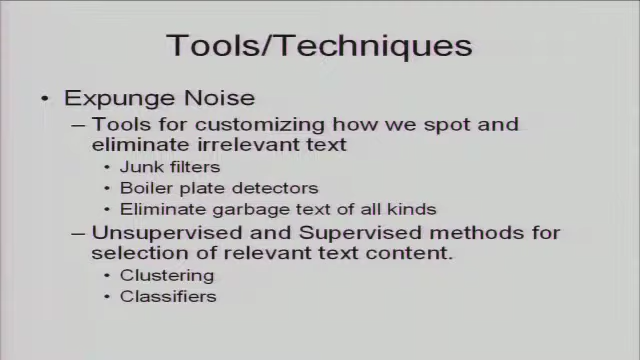 Tools/Techniques
• Expunge Noise
– Tools for customizing how we spot and
eliminate irrelevant text
• Junk filters
• Boiler plate detectors
• Eliminate garbage text of all kinds
– Unsupervised and Supervised methods for
selection of relevant text content.
• Clustering
• Classifiers